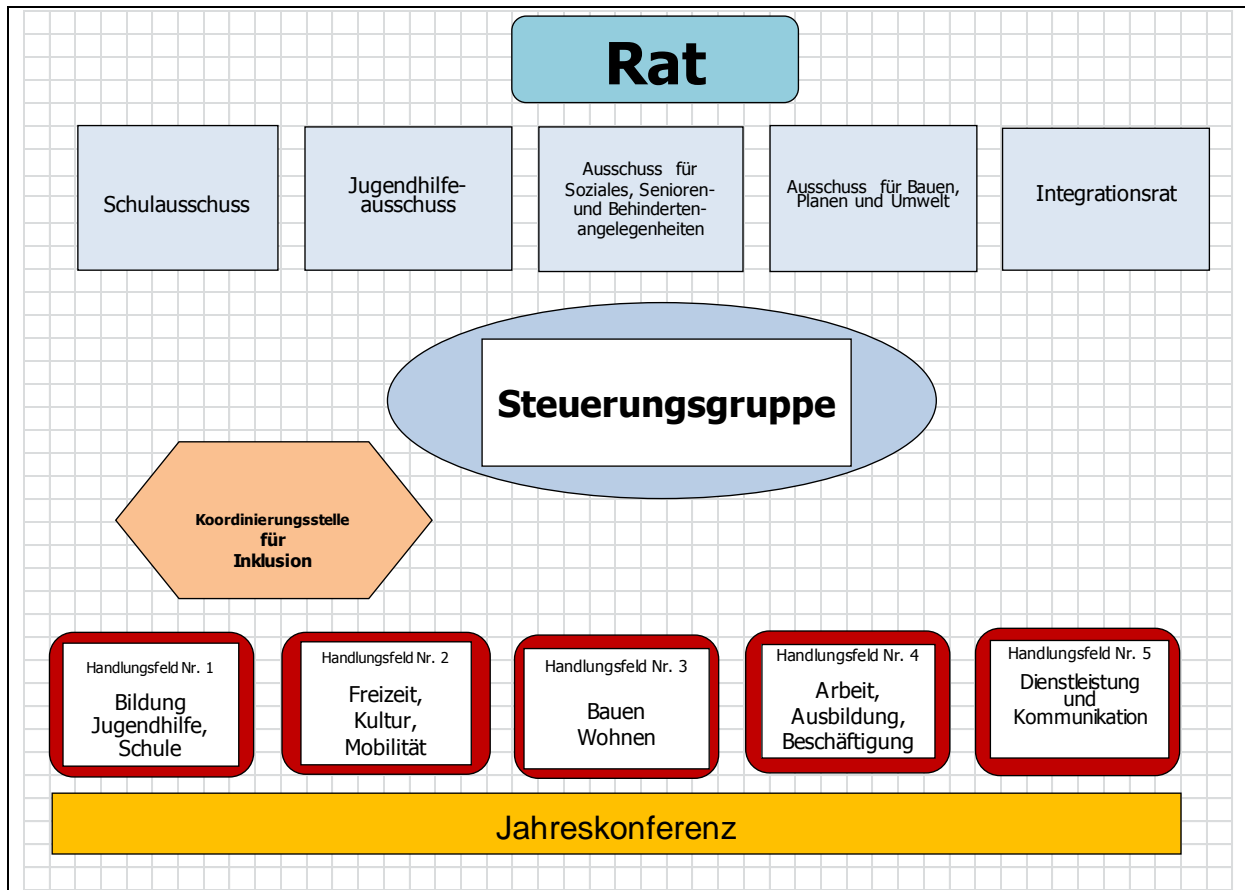 Rat
Schulausschuss
Jugendhilfe-
ausschuss
Ausschuss für
Soziales, Senioren-
und Behinderten-
angelegenheiten
Ausschuss für Bauen,
Planen und Umwelt
Integrationsrat
Steuerungsgruppe
Koordinierungsstelle
für
Inklusion
Handlungsfeld Nr. 1
Bildung
Jugendhilfe,
Schule
Handlungsfeld Nr. 2
Freizeit,
Kultur,
Mobilität
Handlungsfeld Nr. 3
Bauen
Wohnen
Handlungsfeld Nr. 4
Arbeit,
Ausbildung,
Beschäftigung
Handlungsfeld Nr. 5
Dienstleistung
und
Kommunikation
Jahreskonferenz